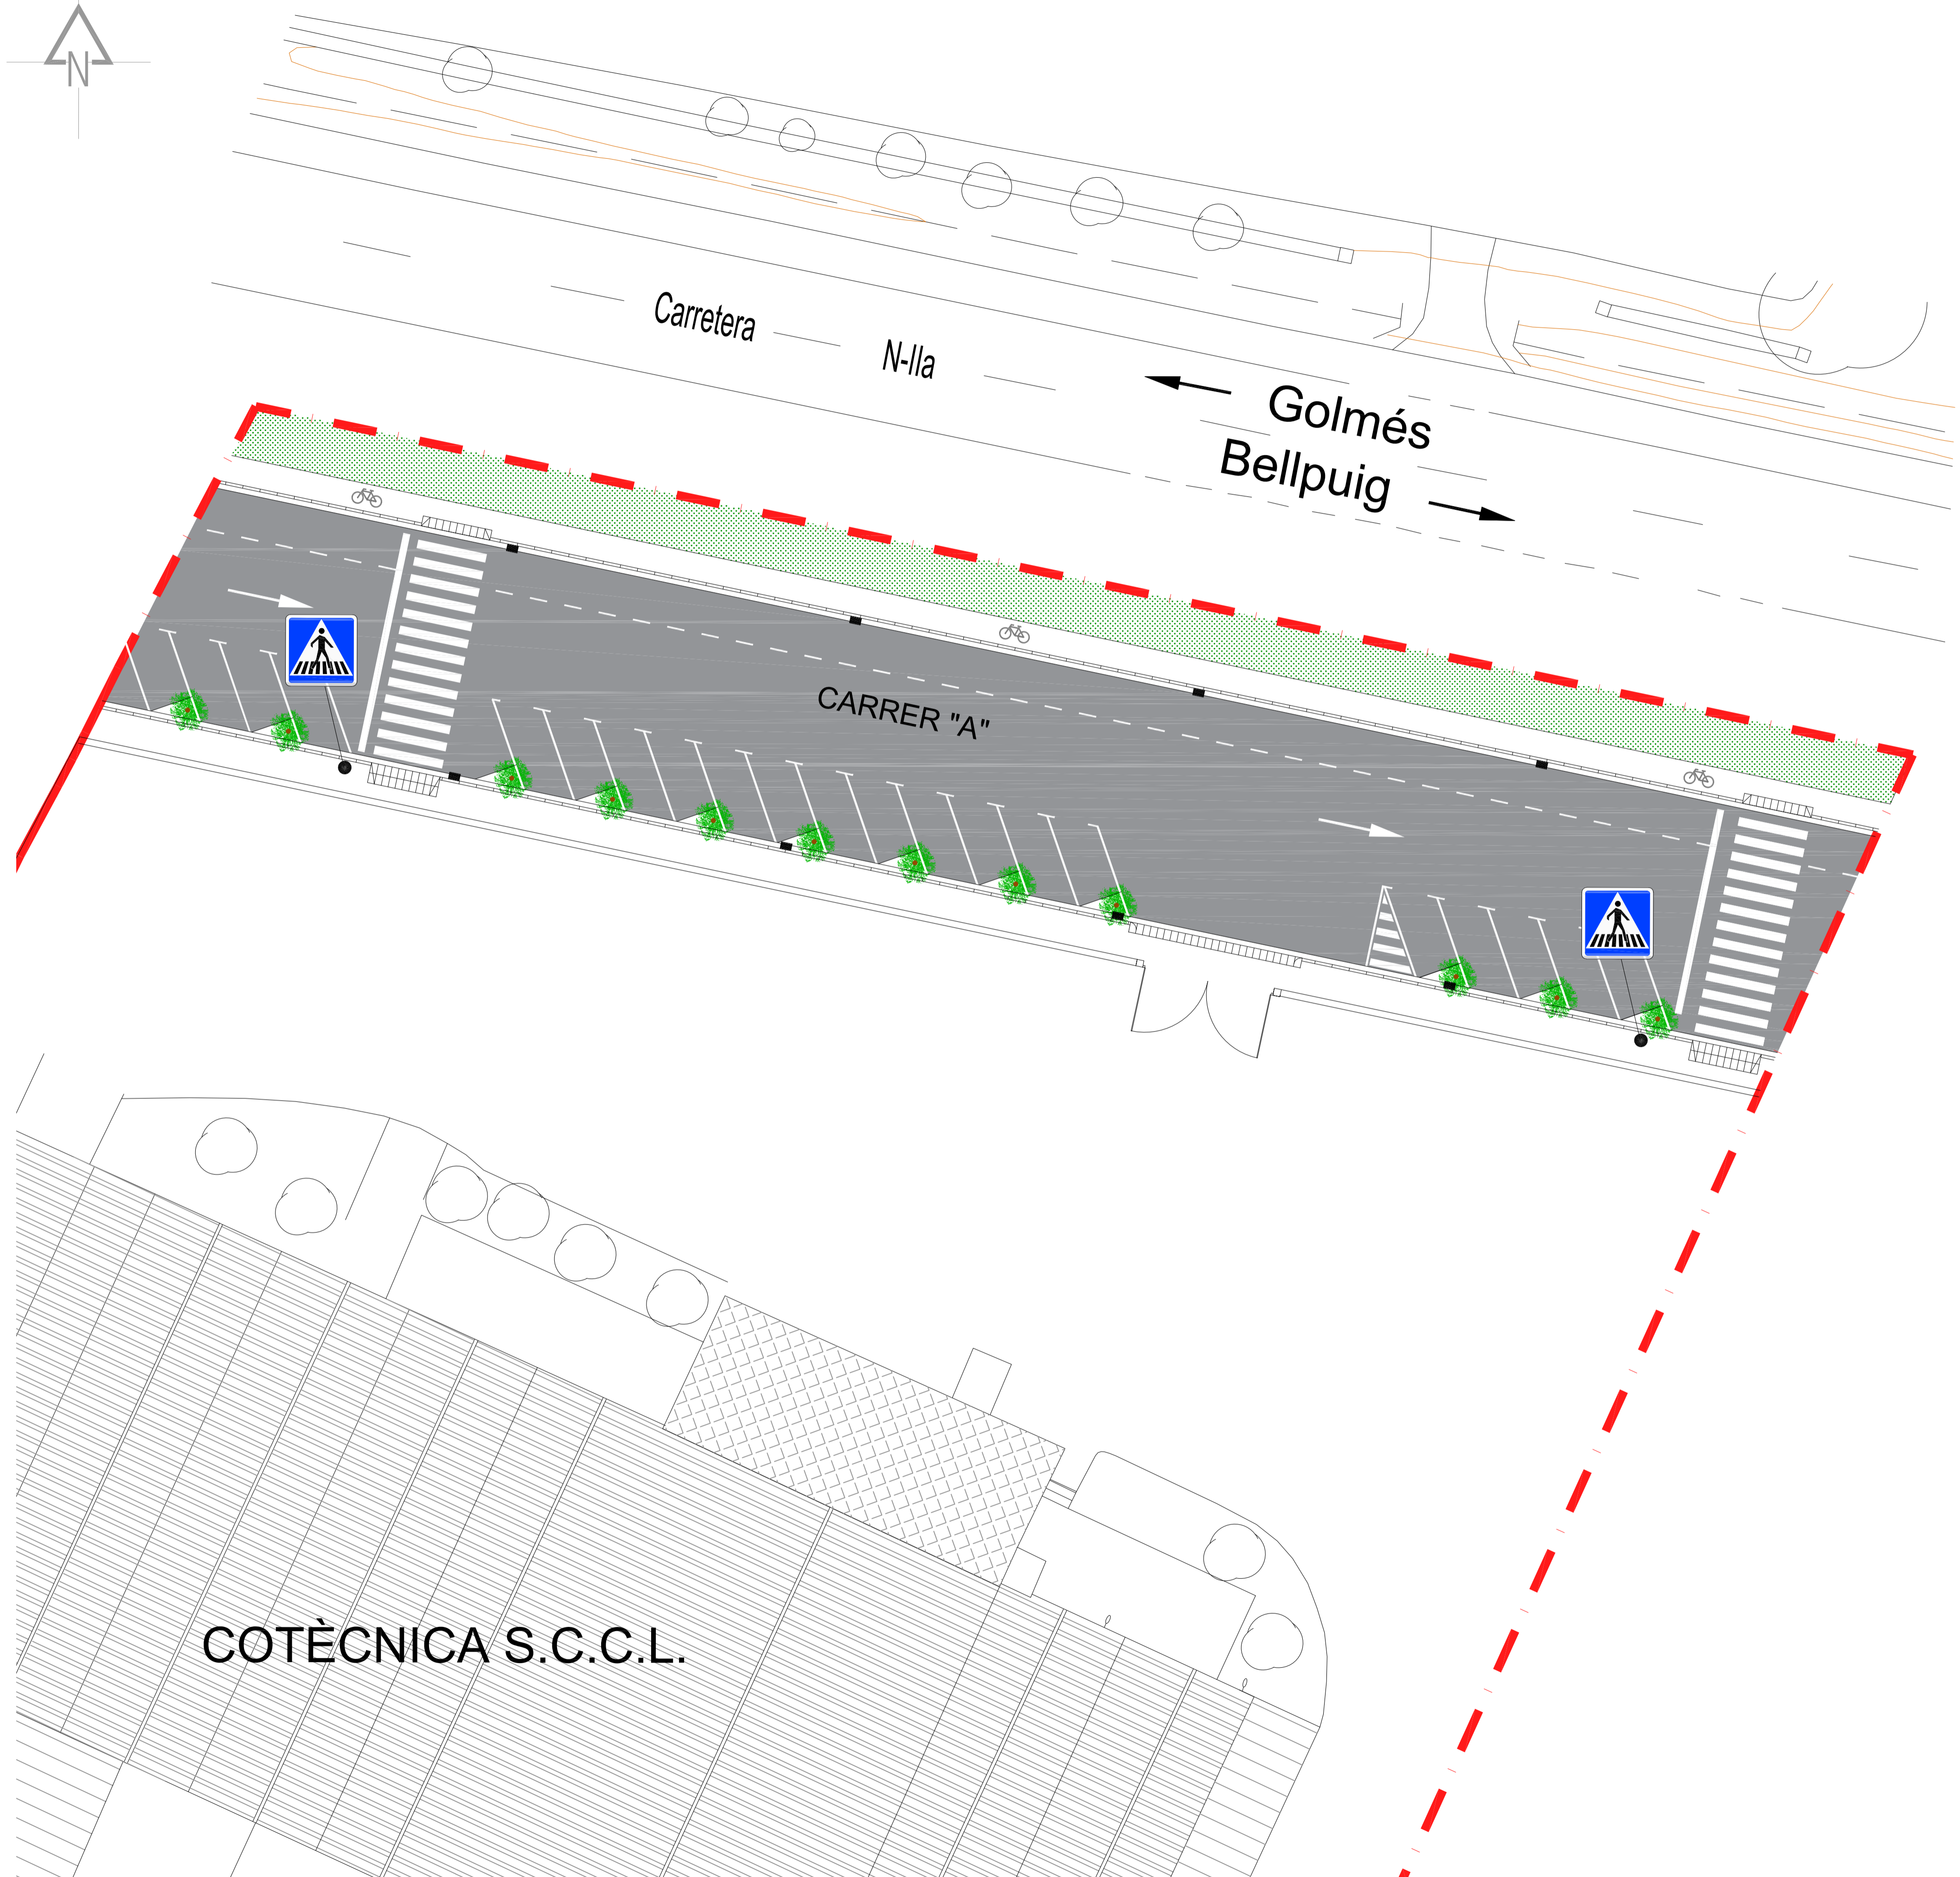 N
Carretera
N-IIa
Golmés
Bellpuig
CARRER "A"
COTÈCNICA S.C.C.L.